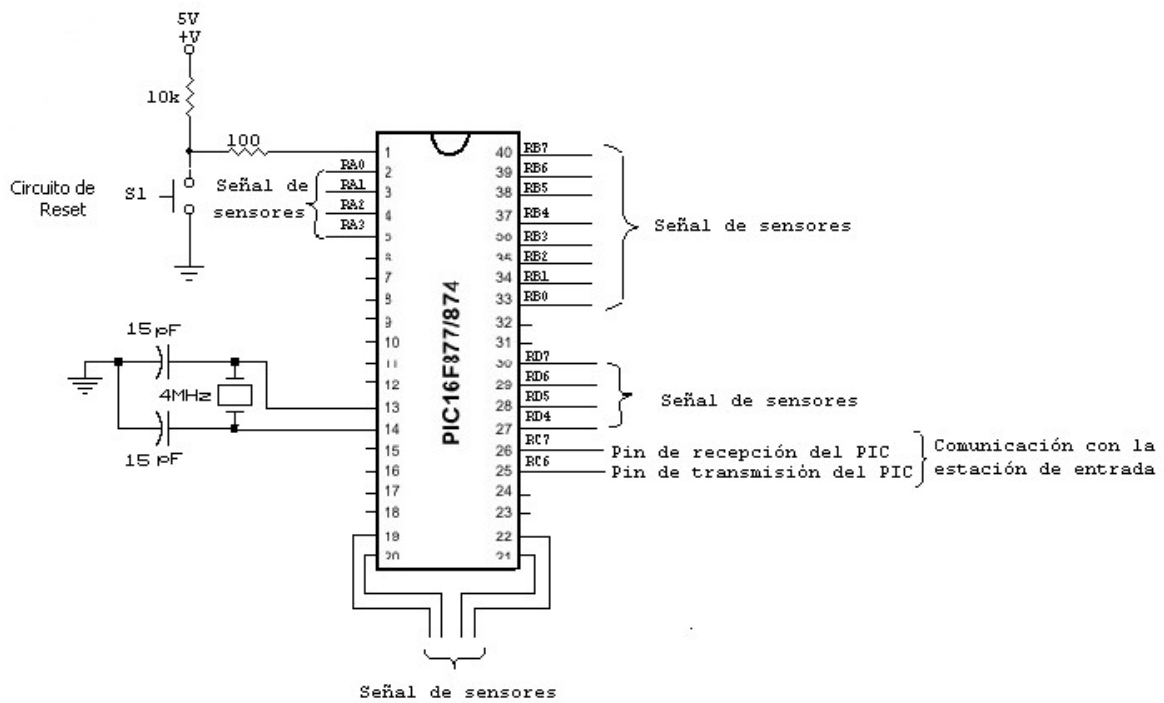 5V
+V
10k
100
Circuito de
Reset
S1
Señal de
sensores
RA0
RA1
RA2
RA3
15 pF
4MHz
15 pF
PIC16F877/874
1
2
3
4
5
7
8
9
10
11
12
13
14
15
16
17
18
19
20
40
39
38
37
34
33
32
31
30
29
28
27
26
25
24
23
22
21
RB7
RB6
RB5
RB4
RB3
RB2
RB1
RB0
Señal de sensores
RD7
RD6
RD5
RD4
Señal de sensores
RC7
RC6
Pin de recepción del PIC
Pin de transmisión del PIC
Comunicación con la
estación de entrada
Señal de sensores